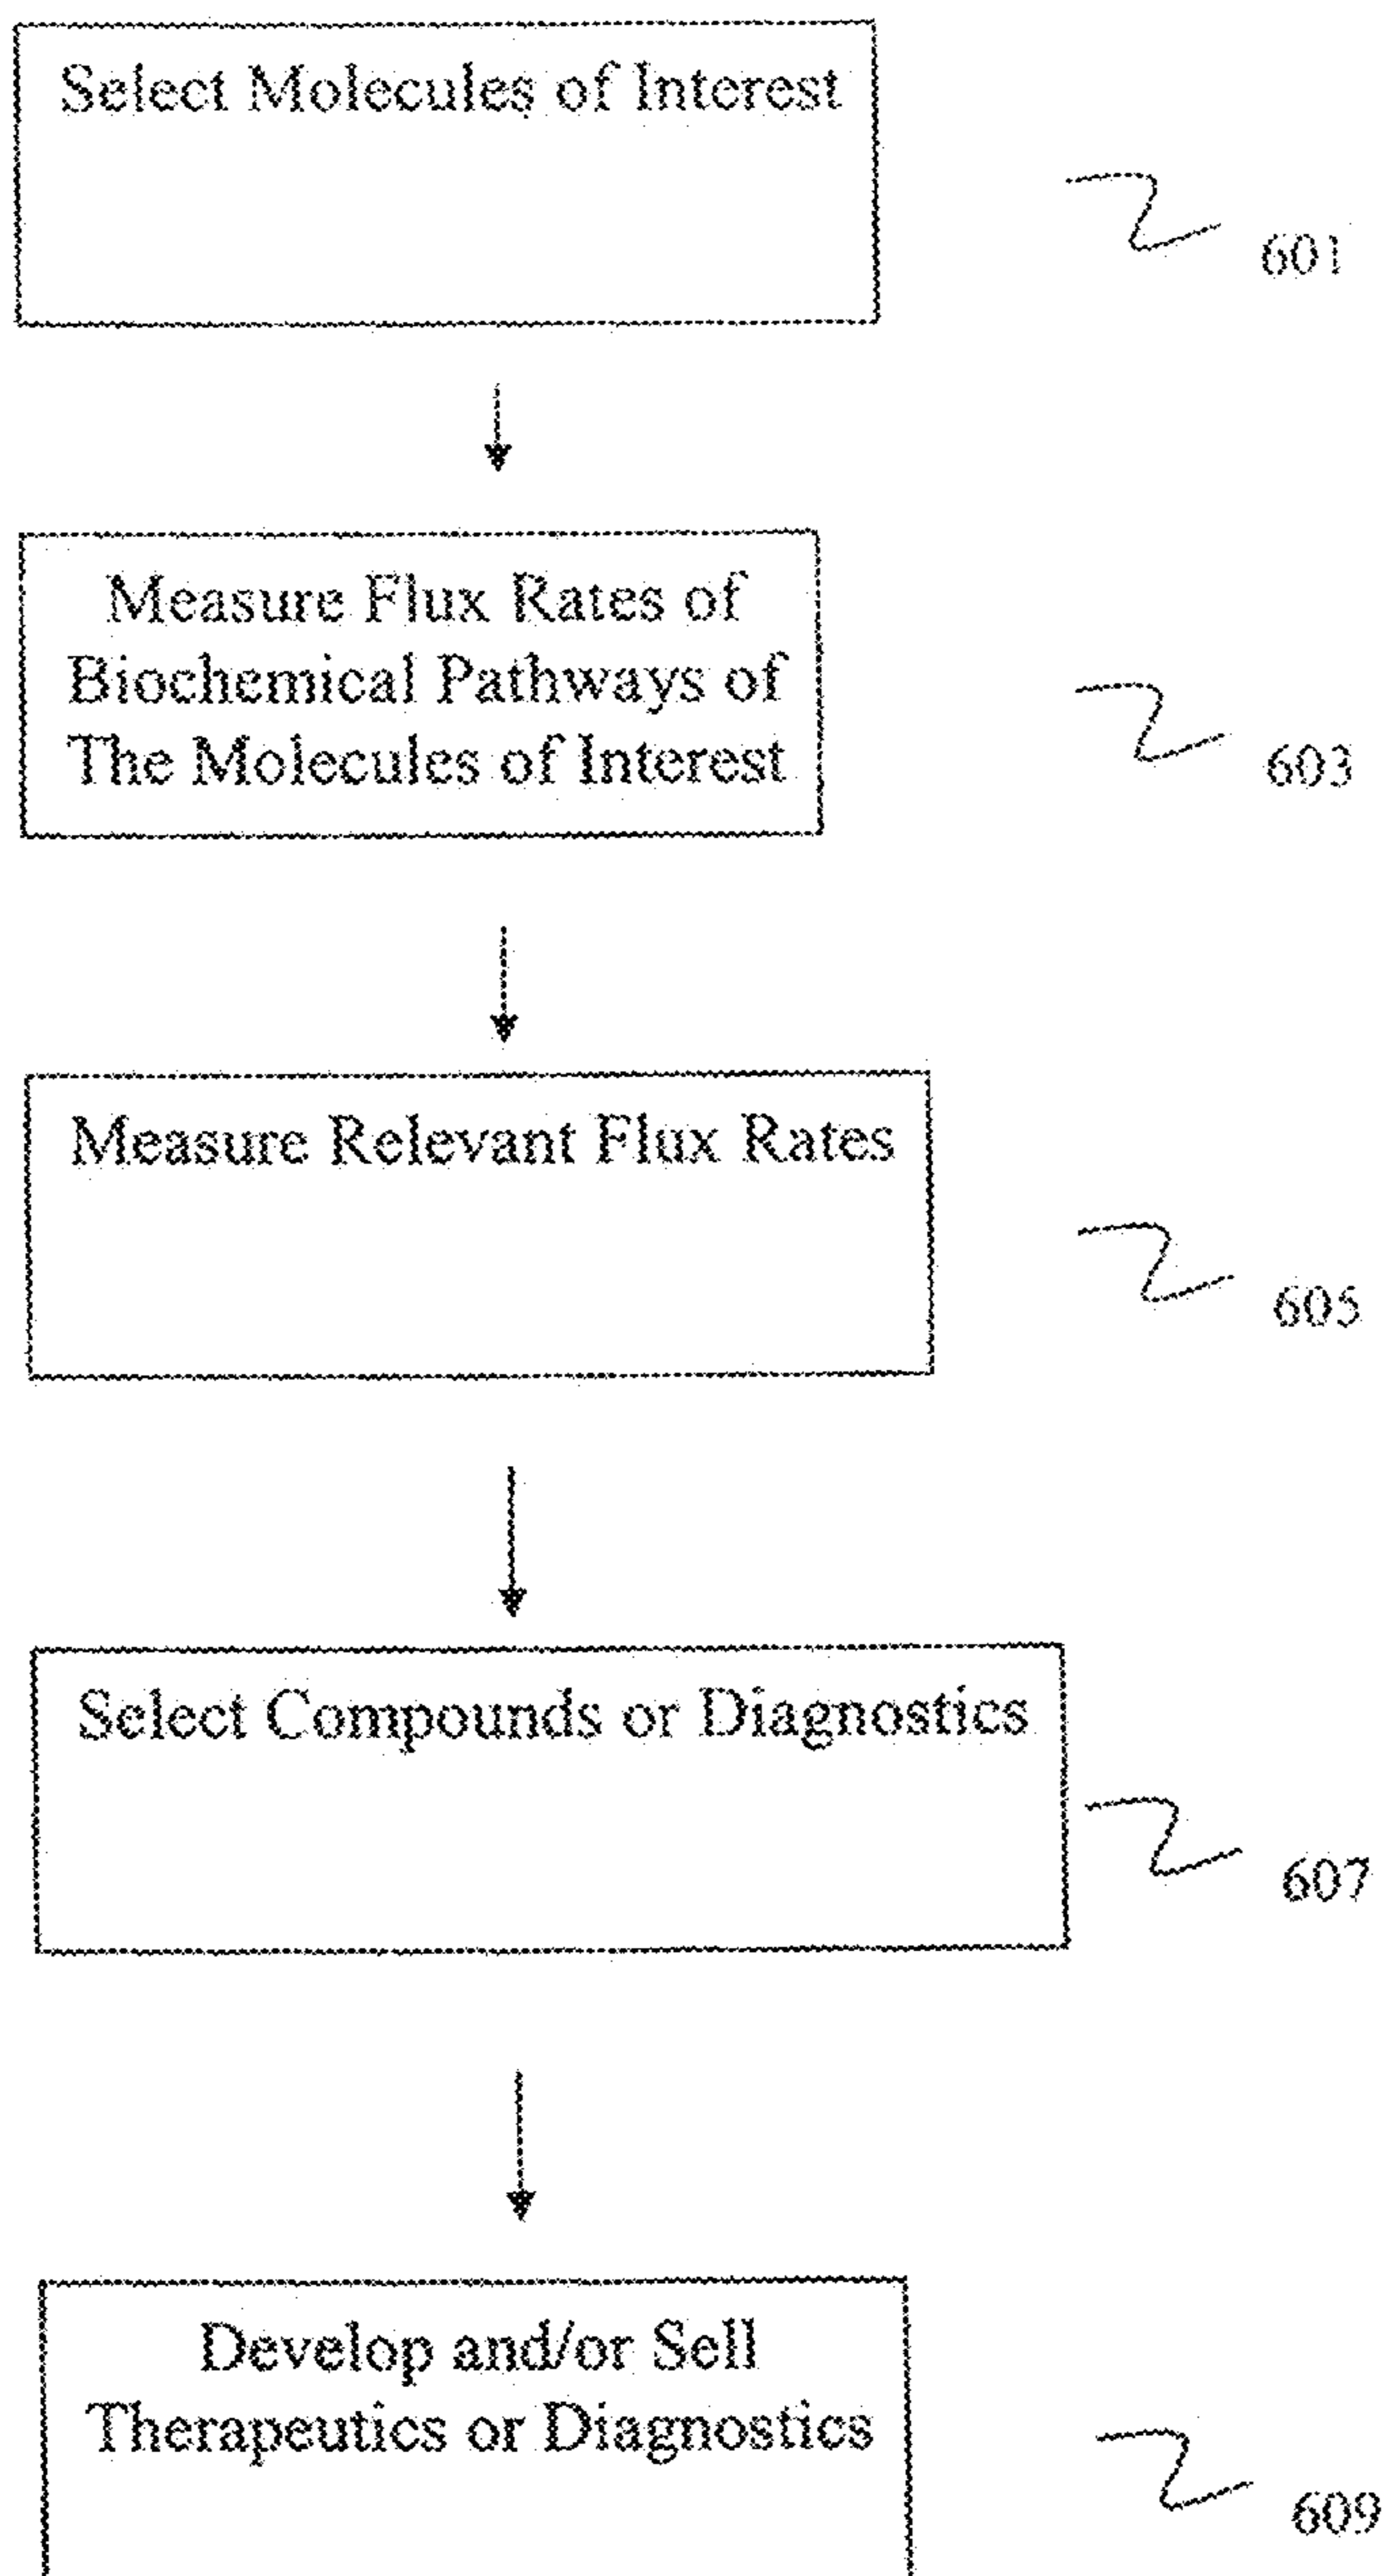 Select Molecules of Interest
601
Measure Flux Rates of
Biochemical Pathways of
The Molecules of Interest
603
Measure Relevant Flux Rates
605
Select Compounds or Diagnostics
607
Develop and/or Sell
Therapeutics or Diagnostics
609